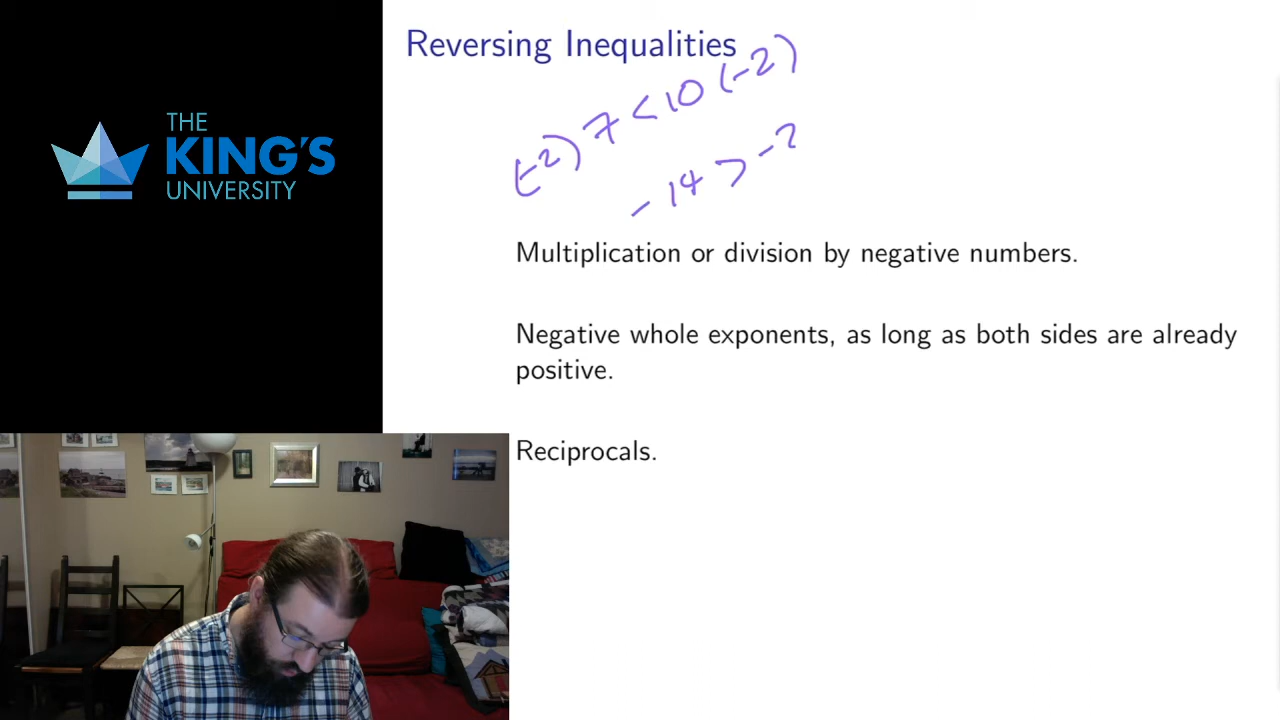 THE
KING'S
UNIVERSITY
Reversing Inequalities
(-2) 7 < 10 (-2)
-14 > -2
Multiplication or division by negative numbers.
Negative whole exponents, as long as both sides are already
positive.
Reciprocals.